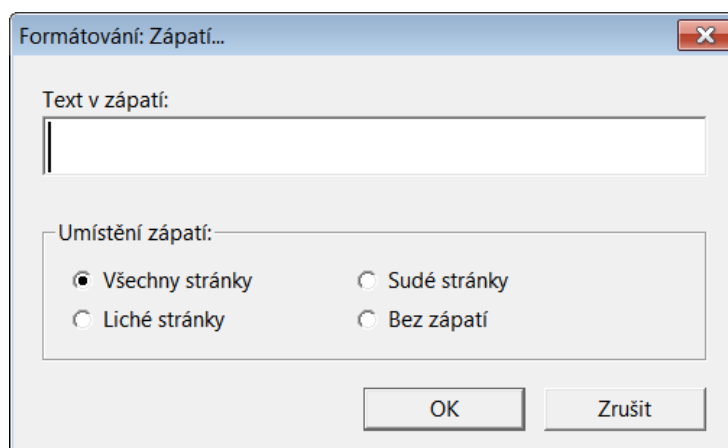 Formátování: Zápatí...
Text v zápatí:
Umístění zápatí:
Všechny stránky Sudé stránky
Liché stránky Bez zápatí
OK Zrušit